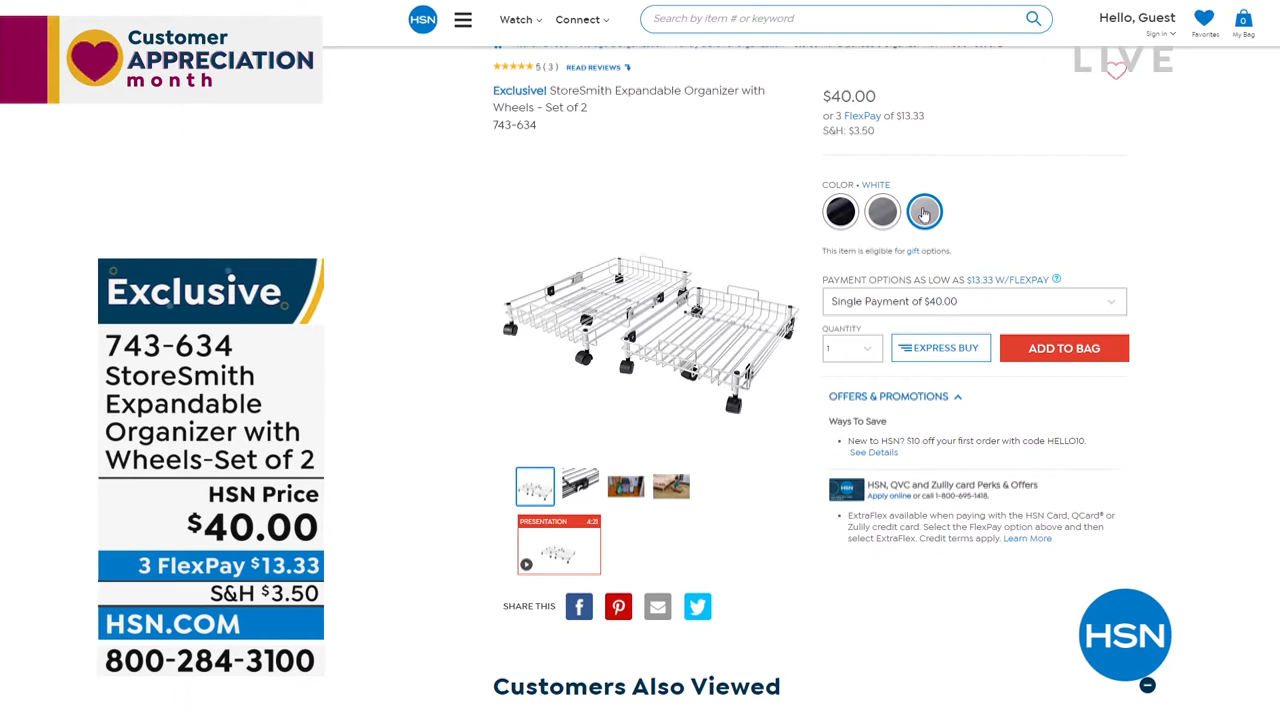 Customer
APPRECIATION
month
HSN
Watch
Connect
Search by item # or keyword
Hello, Guest
Sign in
Favorites
0
My Bag
LIVE
5 ( 3 )
READ REVIEWS
Exclusive! StoreSmith Expandable Organizer with
Wheels - Set of 2
743-634
$40.00
or 3 FlexPay of $13.33
S&H: $3.50
COLOR • WHITE
This item is eligible for gift options.
PAYMENT OPTIONS AS LOW AS $13.33 W/FLEXPAY ?
Single Payment of $40.00
QUANTITY
1
EXPRESS BUY
ADD TO BAG
OFFERS & PROMOTIONS
Ways To Save
• New to HSN? $10 off your first order with code HELLO10.
See Details
HSN
HSN, QVC and Zulily card Perks & Offers
Apply online or call 1-800-695-1418.
• ExtraFlex available when paying with the HSN Card, QCard® or
Zulily credit card. Select the FlexPay option above and then
select ExtraFlex. Credit terms apply. Learn More
PRESENTATION 4:21
SHARE THIS
Customers Also Viewed
Exclusive
743-634
StoreSmith
Expandable
Organizer with
Wheels-Set of 2
HSN Price
$40.00
3 FlexPay $13.33
S&H $3.50
HSN.COM
800-284-3100
HSN